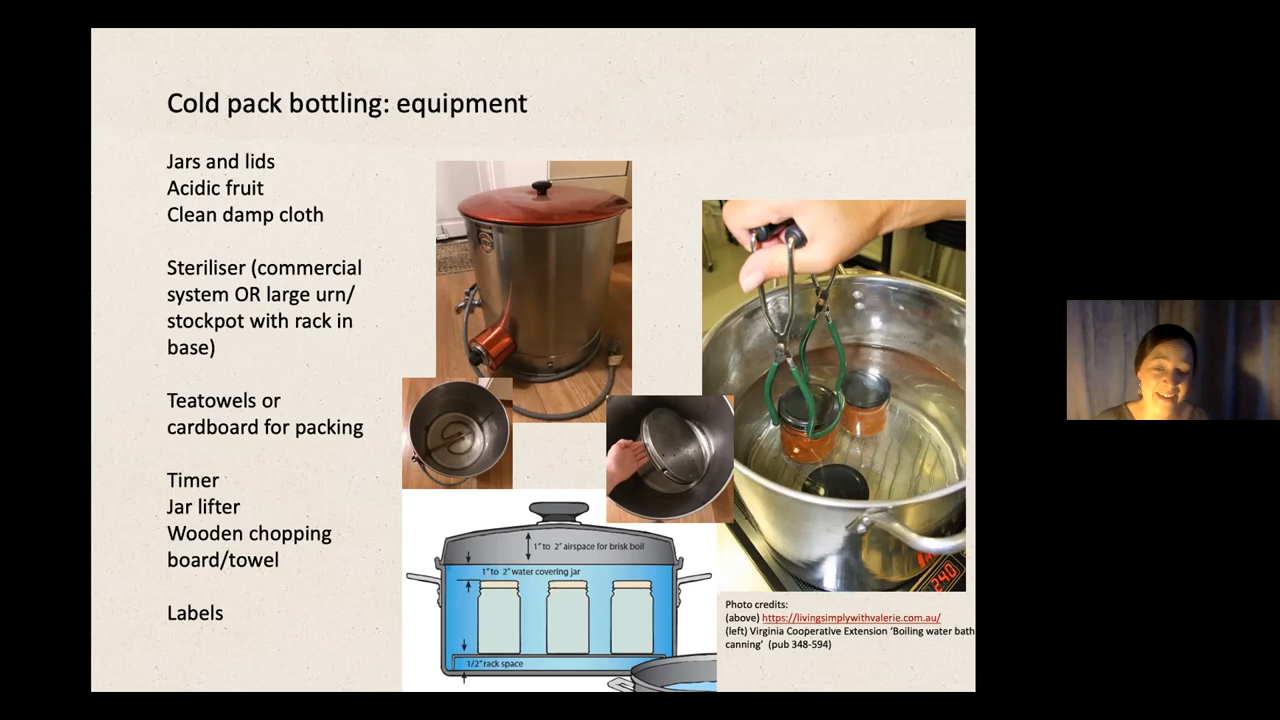 Cold pack bottling: equipment
Jars and lids
Acidic fruit
Clean damp cloth
Steriliser (commercial
system OR large urn/
stockpot with rack in
base)
Teatowels or
cardboard for packing
Timer
Jar lifter
Wooden chopping
board/towel
Labels
1" to 2" airspace for brisk boil
1" to 2" water covering jar
1/2" rack space
240
Photo credits:
(above) https://livingsimplywithvalerie.com.au/
(left) Virginia Cooperative Extension ‘Boiling water bath
canning’ (pub 348-594)